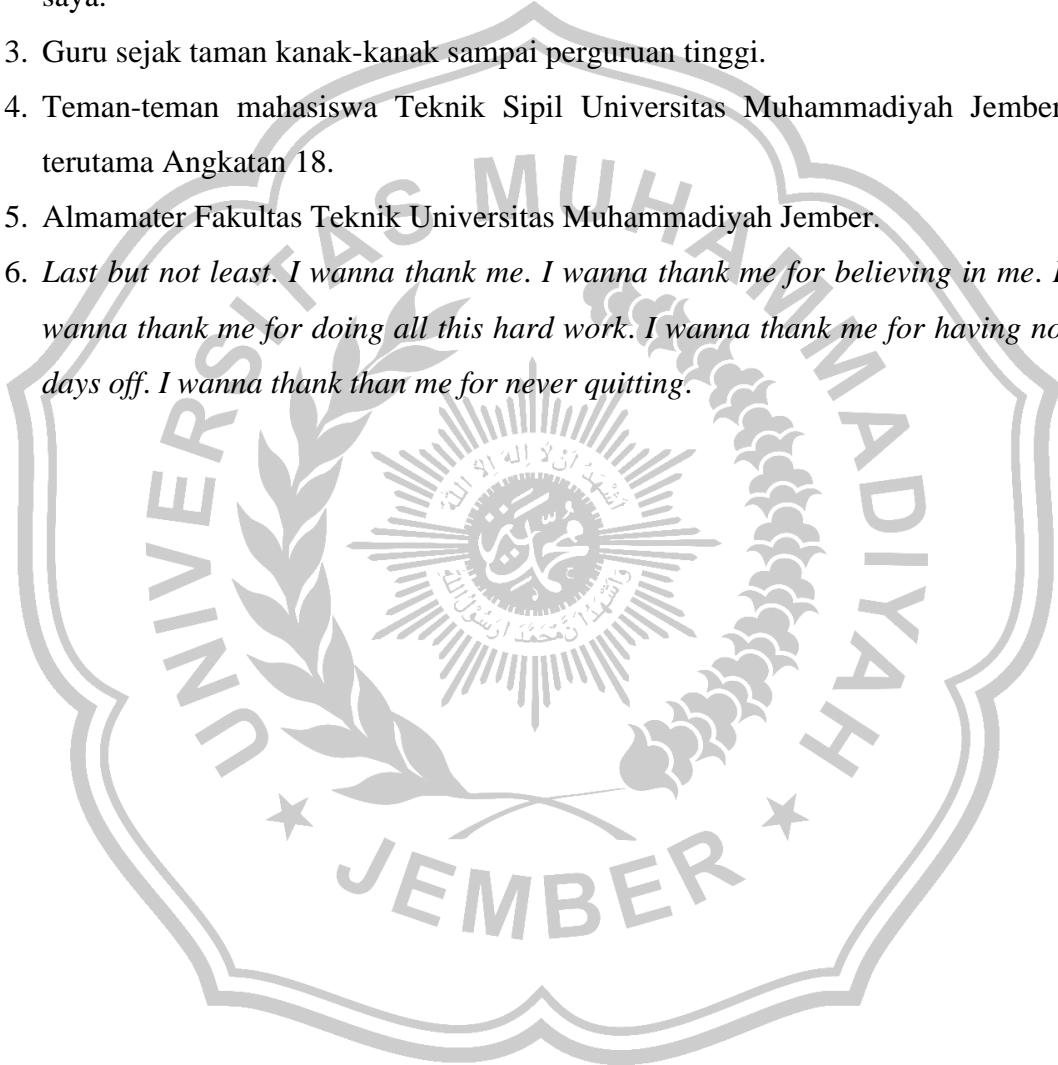 saya.
3. Guru sejak taman kanak-kanak sampai perguruan tinggi.
4. Teman-teman mahasiswa Teknik Sipil Universitas Muhammadiyah Jember
terutama Angkatan 18.
5. Almamater Fakultas Teknik Universitas Muhammadiyah Jember.
6. Last but not least. I wanna thank me. I wanna thank me for believing in me. I
wanna thank me for doing all this hard work. I wanna thank me for having no
days off. I wanna thank than me for never quitting.
UNIVERSITAS MUHAMMADIYAH
JEMBER